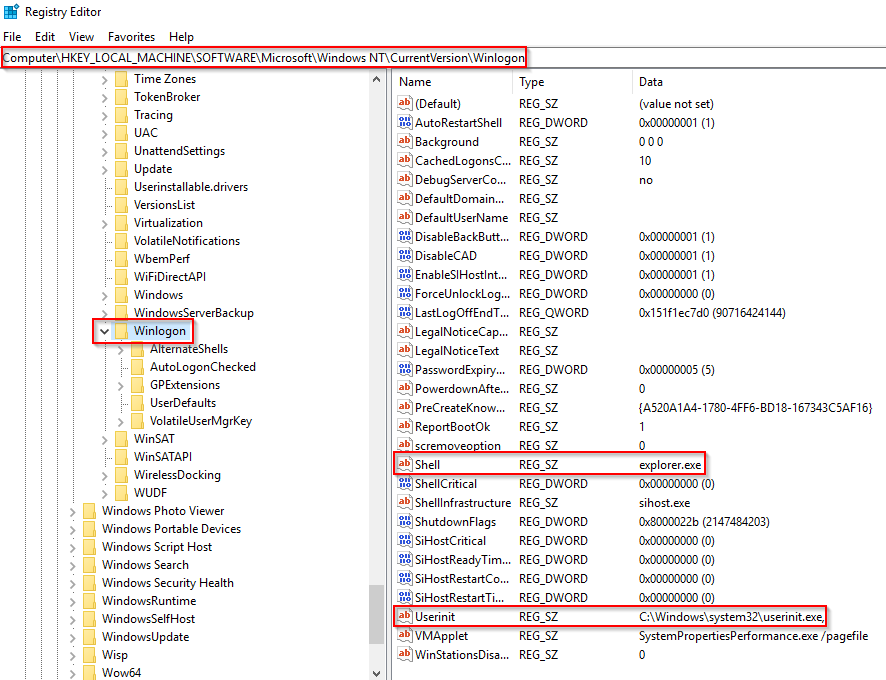 Registry Editor
File Edit View Favorites Help
Computer\HKEY_LOCAL_MACHINE\SOFTWARE\Microsoft\Windows NT\CurrentVersion\Winlogon
Time Zones
TokenBroker
Tracing
UAC
UnattendSettings
Update
Userinstallable.drivers
VersionsList
Virtualization
VolatileNotifications
WbemPerf
WiFiDirectAPI
Windows
WindowsServerBackup
Winlogon
AlternateShells
AutoLogonChecked
GPExtensions
UserDefaults
VolatileUserMgrKey
WinSAT
WinSATAPI
WirelessDocking
WUDF
Windows Photo Viewer
Windows Portable Devices
Windows Script Host
Windows Search
Windows Security Health
WindowsRuntime
WindowsSelfHost
WindowsUpdate
Wisp
Wow64
Name Type Data
(Default) REG_SZ (value not set)
AutoRestartShell REG_DWORD 0x00000001 (1)
Background REG_SZ 0 0 0
CachedLogonsC... REG_SZ 10
DebugServerCo... REG_SZ no
DefaultDomain... REG_SZ
DefaultUserName REG_SZ
DisableBackButt... REG_DWORD 0x00000001 (1)
DisableCAD REG_DWORD 0x00000001 (1)
EnableSIHostInt... REG_DWORD 0x00000001 (1)
ForceUnlockLog... REG_DWORD 0x00000000 (0)
LastLogOffEndT... REG_QWORD 0x151f1ec7d0 (90716424144)
LegalNoticeCap... REG_SZ
LegalNoticeText REG_SZ
PasswordExpiry... REG_DWORD 0x00000005 (5)
PowerdownAfte... REG_SZ 0
PreCreateKnow... REG_SZ {A520A1A4-1780-4FF6-BD18-167343C5AF16}
ReportBootOk REG_SZ 1
scremoveoption REG_SZ 0
Shell REG_SZ explorer.exe
ShellCritical REG_DWORD 0x00000000 (0)
ShellInfrastructure REG_SZ sihost.exe
ShutdownFlags REG_DWORD 0x8000022b (2147484203)
SiHostCritical REG_DWORD 0x00000000 (0)
SiHostReadyTim... REG_DWORD 0x00000000 (0)
SiHostRestartCo... REG_DWORD 0x00000000 (0)
SiHostRestartTi... REG_DWORD 0x00000000 (0)
Userinit REG_SZ C:\Windows\system32\userinit.exe,
VMApplet REG_SZ SystemPropertiesPerformance.exe /pagefile
WinStationsDisa... REG_SZ 0